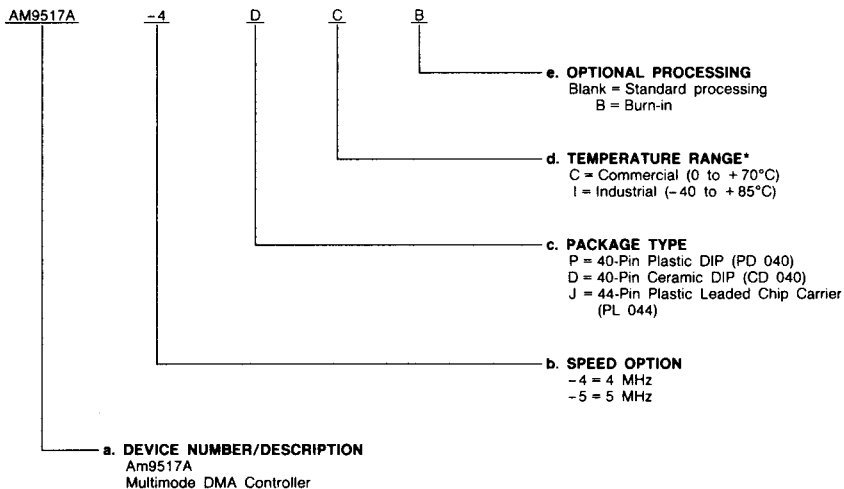 AM9517A -4 D C B
e. OPTIONAL PROCESSING
Blank = Standard processing
B = Burn-in
d. TEMPERATURE RANGE*
C = Commercial (0 to +70°C)
I = Industrial (-40 to +85°C)
c. PACKAGE TYPE
P = 40-Pin Plastic DIP (PD 040)
D = 40-Pin Ceramic DIP (CD 040)
J = 44-Pin Plastic Leaded Chip Carrier
(PL 044)
b. SPEED OPTION
-4 = 4 MHz
-5 = 5 MHz
a. DEVICE NUMBER/DESCRIPTION
Am9517A
Multimode DMA Controller